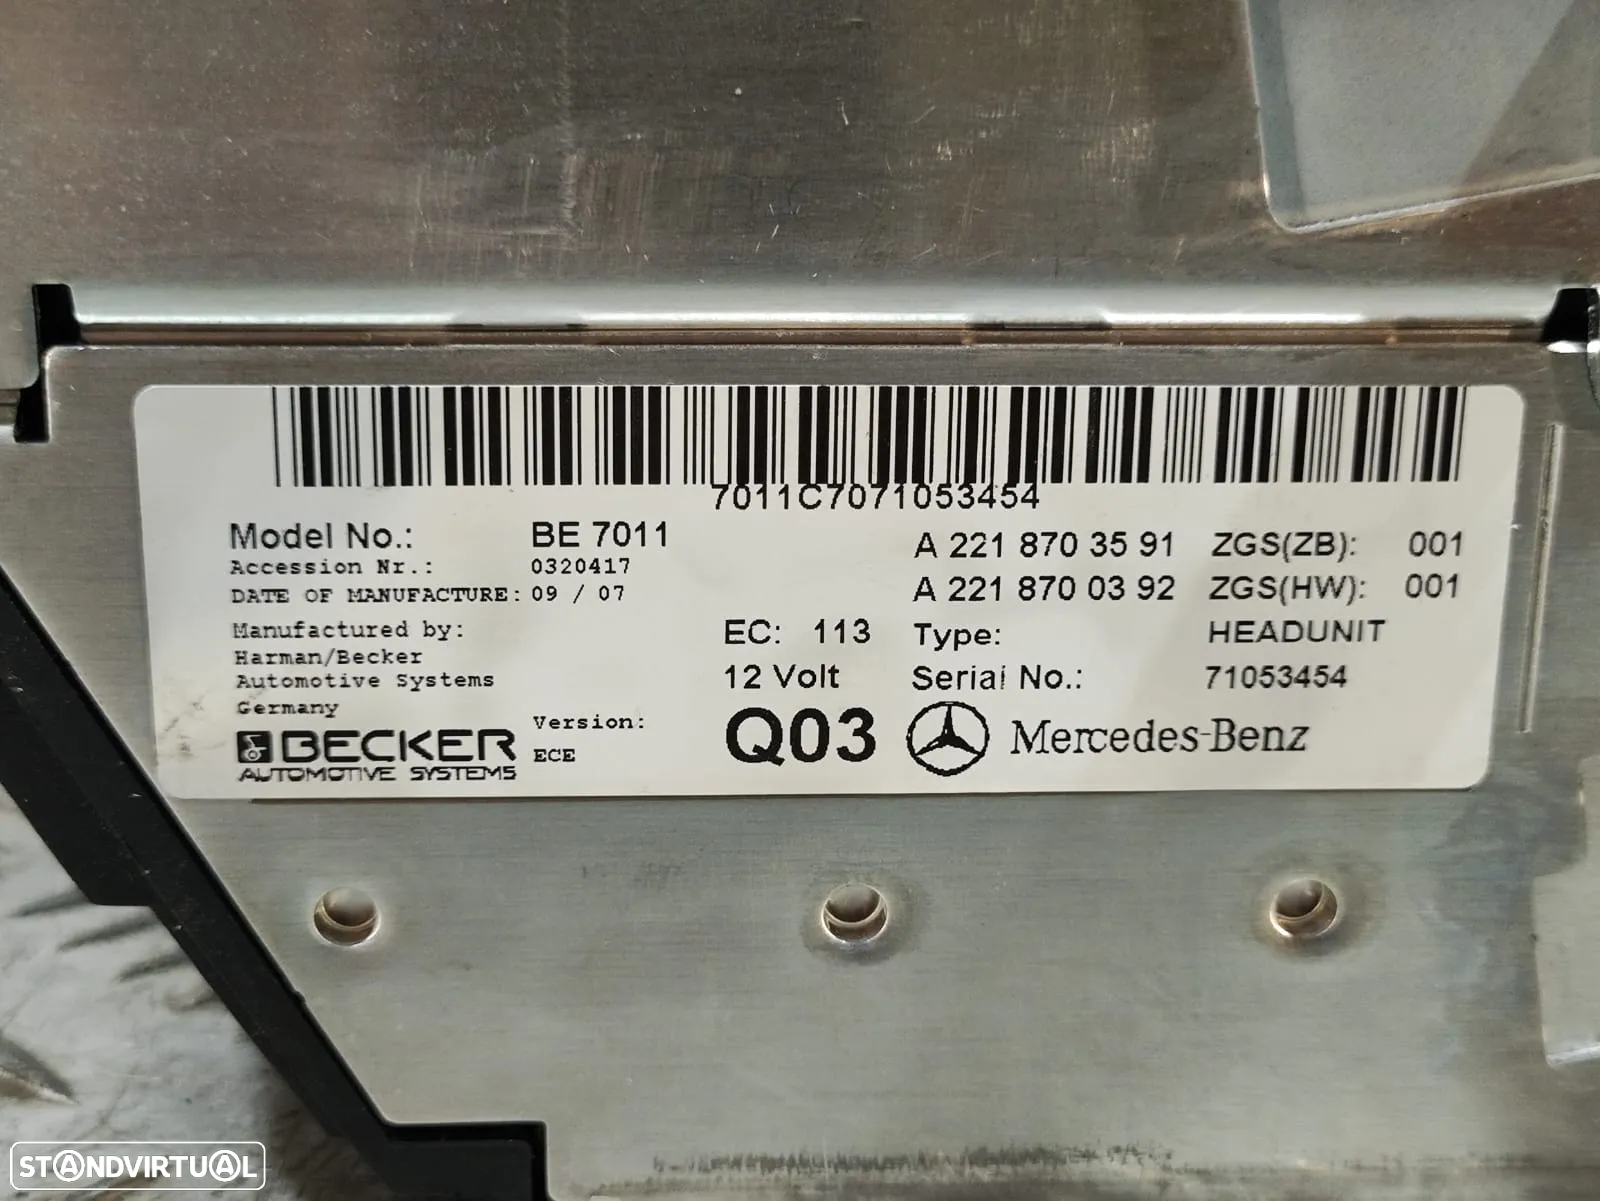 7011C7071053454
Model No.: BE 7011
Accession Nr.: 0320417
DATE OF MANUFACTURE: 09 / 07
Manufactured by:
Harman/Becker
Automotive Systems
Germany
BECKER
AUTOMOTIVE SYSTEMS
Version:
ECE
EC: 113
12 Volt
Q03
A 221 870 35 91 ZGS(ZB): 001
A 221 870 03 92 ZGS(HW): 001
Type: HEADUNIT
Serial No.: 71053454
Mercedes-Benz
STANDVIRTUAL